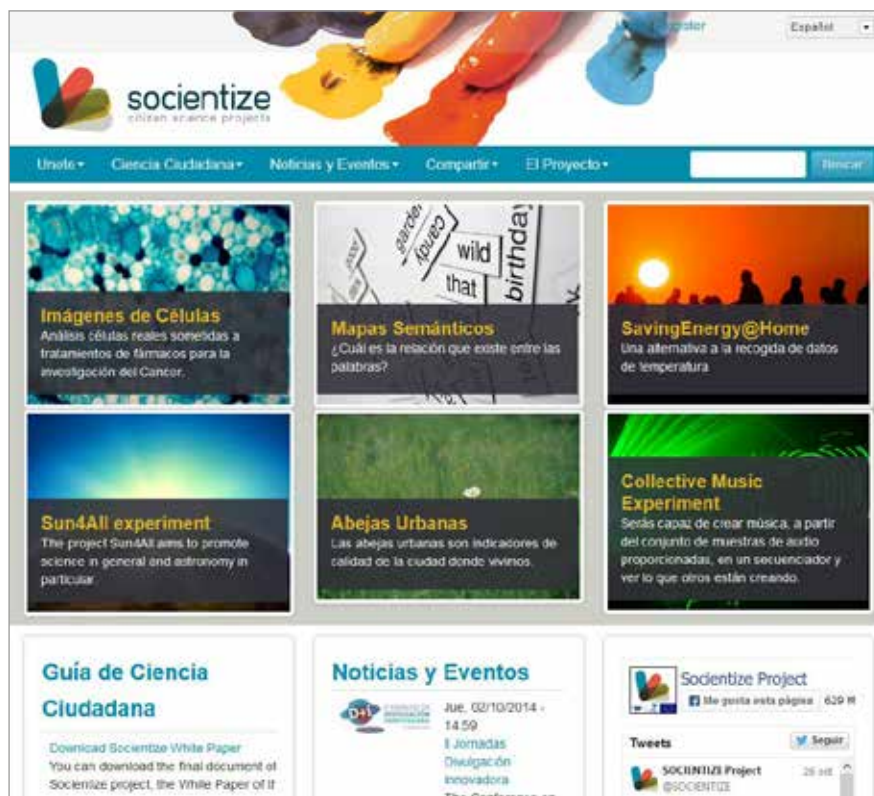 Español
socientize
citizen science projects
Unete
Ciencia Ciudadana
Noticias y Eventos
Compartir
El Proyecto
Buscar
garden
candy
wild
that
birthday
Imágenes de Células
Análisis células reales sometidas a
tratamientos de fármacos para la
investigación del Cancer.
Mapas Semánticos
¿Cuál es la relación que existe entre las
palabras?
SavingEnergy@Home
Una alternativa a la recogida de datos
de temperatura
Sun4All experiment
The project Sun4All aims to promote
science in general and astronomy in
particular.
Abejas Urbanas
Las abejas urbanas son indicadores de
calidad de la ciudad donde vivimos.
Collective Music
Experiment
Serás capaz de crear música, a partir
del conjunto de muestras de audio
proporcionadas, en un secuenciador y
ver lo que otros están creando.
Guía de Ciencia
Ciudadana
Download Socientize White Paper
You can download the final document of
Socientize project, the White Paper of
Noticias y Eventos
D+i
Jue, 02/10/2014 -
14:59
Jornadas
Divulgación
Innovadora
The Conference on
Socientize Project
Me gusta esta página 629
Tweets
Seguir
SOCIENTIZE Project
@SOCIENTIZE